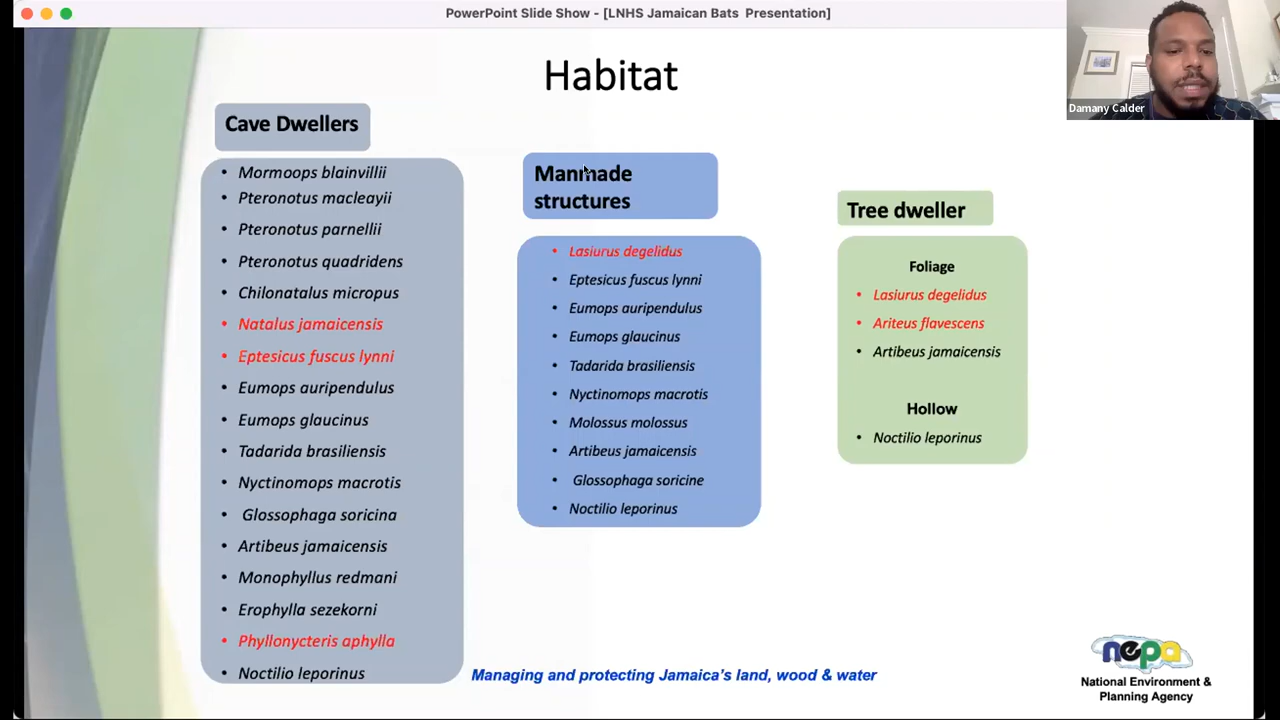 PowerPoint Slide Show - [LNHS Jamaican Bats  Presentation]
Damany Calder
Habitat
Cave Dwellers
• Mormoops blainvillii
• Pteronotus macleayii
• Pteronotus parnellii
• Pteronotus quadridens
• Chilonatalus micropus
• Natalus jamaicensis
• Eptesicus fuscus lynni
• Eumops auripendulus
• Eumops glaucinus
• Tadarida brasiliensis
• Nyctinomops macrotis
• Glossophaga soricina
• Artibeus jamaicensis
• Monophyllus redmani
• Erophylla sezekorni
• Phyllonycteris aphylla
• Noctilio leporinus
Manmade
structures
• Lasiurus degelidus
• Eptesicus fuscus lynni
• Eumops auripendulus
• Eumops glaucinus
• Tadarida brasiliensis
• Nyctinomops macrotis
• Molossus molossus
• Artibeus jamaicensis
• Glossophaga soricine
• Noctilio leporinus
Tree dweller
Foliage
• Lasiurus degelidus
• Ariteus flavescens
• Artibeus jamaicensis
Hollow
• Noctilio leporinus
Managing and protecting Jamaica's land, wood & water
nepa
National Environment &
Planning Agency